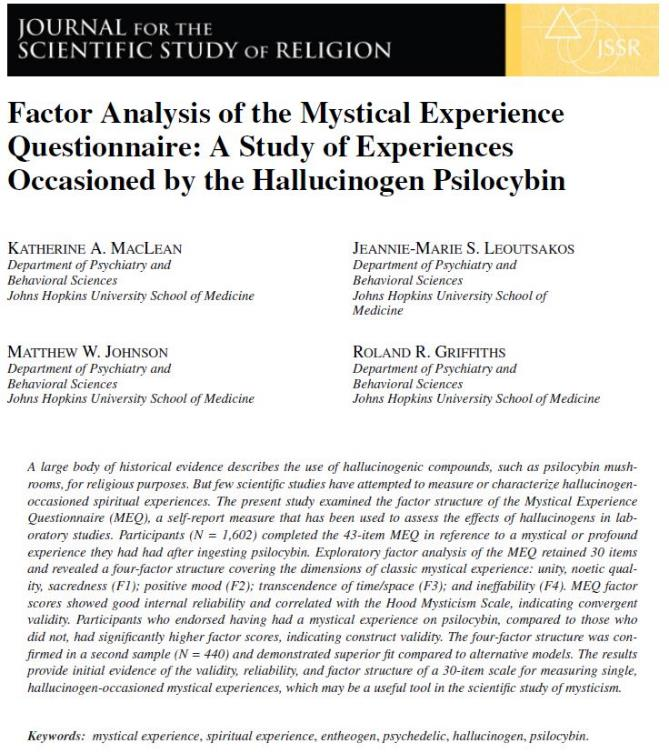 JOURNAL FOR THE
SCIENTIFIC STUDY OF RELIGION
JSSR
Factor Analysis of the Mystical Experience
Questionnaire: A Study of Experiences
Occasioned by the Hallucinogen Psilocybin
KATHERINE A. MACLEAN
Department of Psychiatry and
Behavioral Sciences
Johns Hopkins University School of Medicine
JEANNIE-MARIE S. LEOUTSAKOS
Department of Psychiatry and
Behavioral Sciences
Johns Hopkins University School of
Medicine
MATTHEW W. JOHNSON
Department of Psychiatry and
Behavioral Sciences
Johns Hopkins University School of Medicine
ROLAND R. GRIFFITHS
Department of Psychiatry and
Behavioral Sciences
Johns Hopkins University School of Medicine
A large body of historical evidence describes the use of hallucinogenic compounds, such as psilocybin mush-
rooms, for religious purposes. But few scientific studies have attempted to measure or characterize hallucinogen-
occasioned spiritual experiences. The present study examined the factor structure of the Mystical Experience
Questionnaire (MEQ), a self-report measure that has been used to assess the effects of hallucinogens in lab-
oratory studies. Participants (N = 1,602) completed the 43-item MEQ in reference to a mystical or profound
experience they had had after ingesting psilocybin. Exploratory factor analysis of the MEQ retained 30 items
and revealed a four-factor structure covering the dimensions of classic mystical experience: unity, noetic qual-
ity, sacredness (F1); positive mood (F2); transcendence of time/space (F3); and ineffability (F4). MEQ factor
scores showed good internal reliability and correlated with the Hood Mysticism Scale, indicating convergent
validity. Participants who endorsed having had a mystical experience on psilocybin, compared to those who
did not, had significantly higher factor scores, indicating construct validity. The four-factor structure was con-
firmed in a second sample (N = 440) and demonstrated superior fit compared to alternative models. The results
provide initial evidence of the validity, reliability, and factor structure of a 30-item scale for measuring single,
hallucinogen-occasioned mystical experiences, which may be a useful tool in the scientific study of mysticism.
Keywords: mystical experience, spiritual experience, entheogen, psychedelic, hallucinogen, psilocybin.